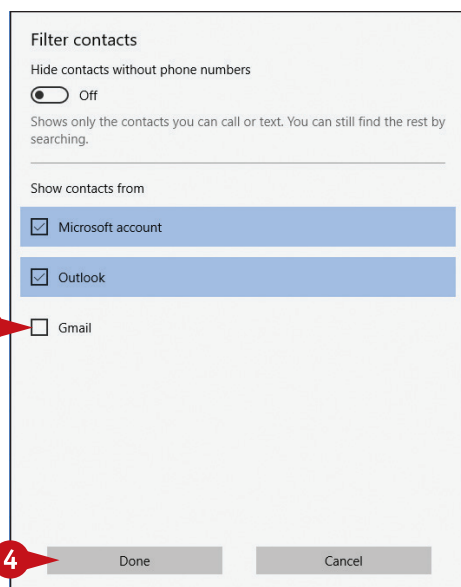 Filter contacts
Hide contacts without phone numbers
Off
Shows only the contacts you can call or text. You can still find the rest by
searching.
Show contacts from
Microsoft account
Outlook
Gmail
4
Done
Cancel